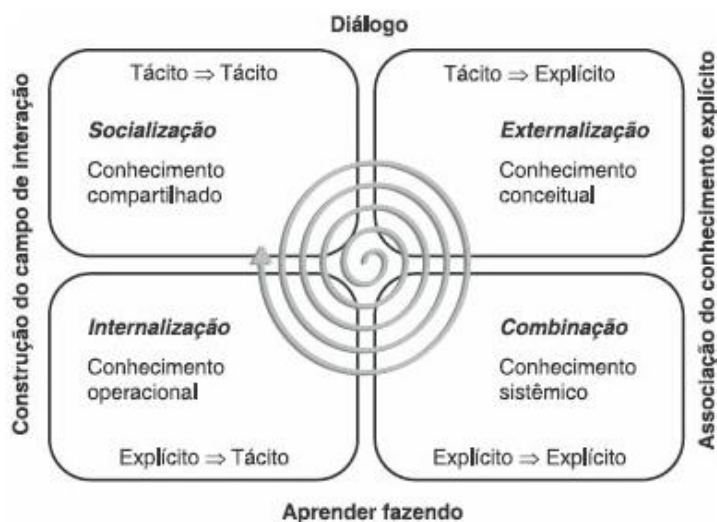 Diálogo
Construção do campo de interação
Tácito ⇒ Tácito
Socialização
Conhecimento
compartilhado
Tácito ⇒ Explícito
Externalização
Conhecimento
conceitual
Associação do conhecimento explícito
Internalização
Conhecimento
operacional
Explícito ⇒ Tácito
Combinação
Conhecimento
sistêmico
Explícito ⇒ Explícito
Aprender fazendo